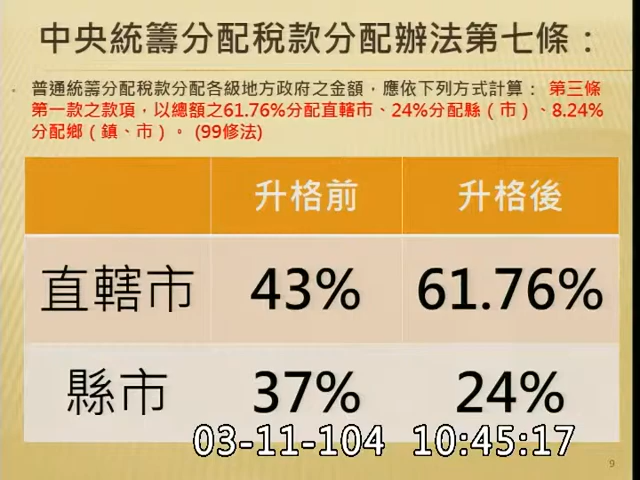 中央統籌分配稅款分配辦法第七條：
普通統籌分配稅款分配各級地方政府之金額，應依下列方式計算： 第三條
第一款之款項，以總額之61.76%分配直轄市、24%分配縣（市）、8.24%
分配鄉（鎮、市）。 (99修法)
升格前 升格後
直轄市 43% 61.76%
縣市 37% 24%
03-11-104 10:45:17
9